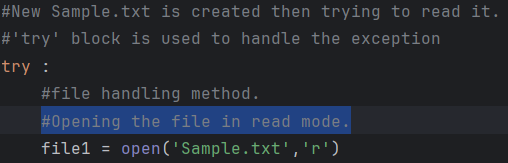 #New Sample.txt is created then trying to read it.
#'try' block is used to handle the exception
try :
    #file handling method.
    #Opening the file in read mode.
    file1 = open('Sample.txt','r')